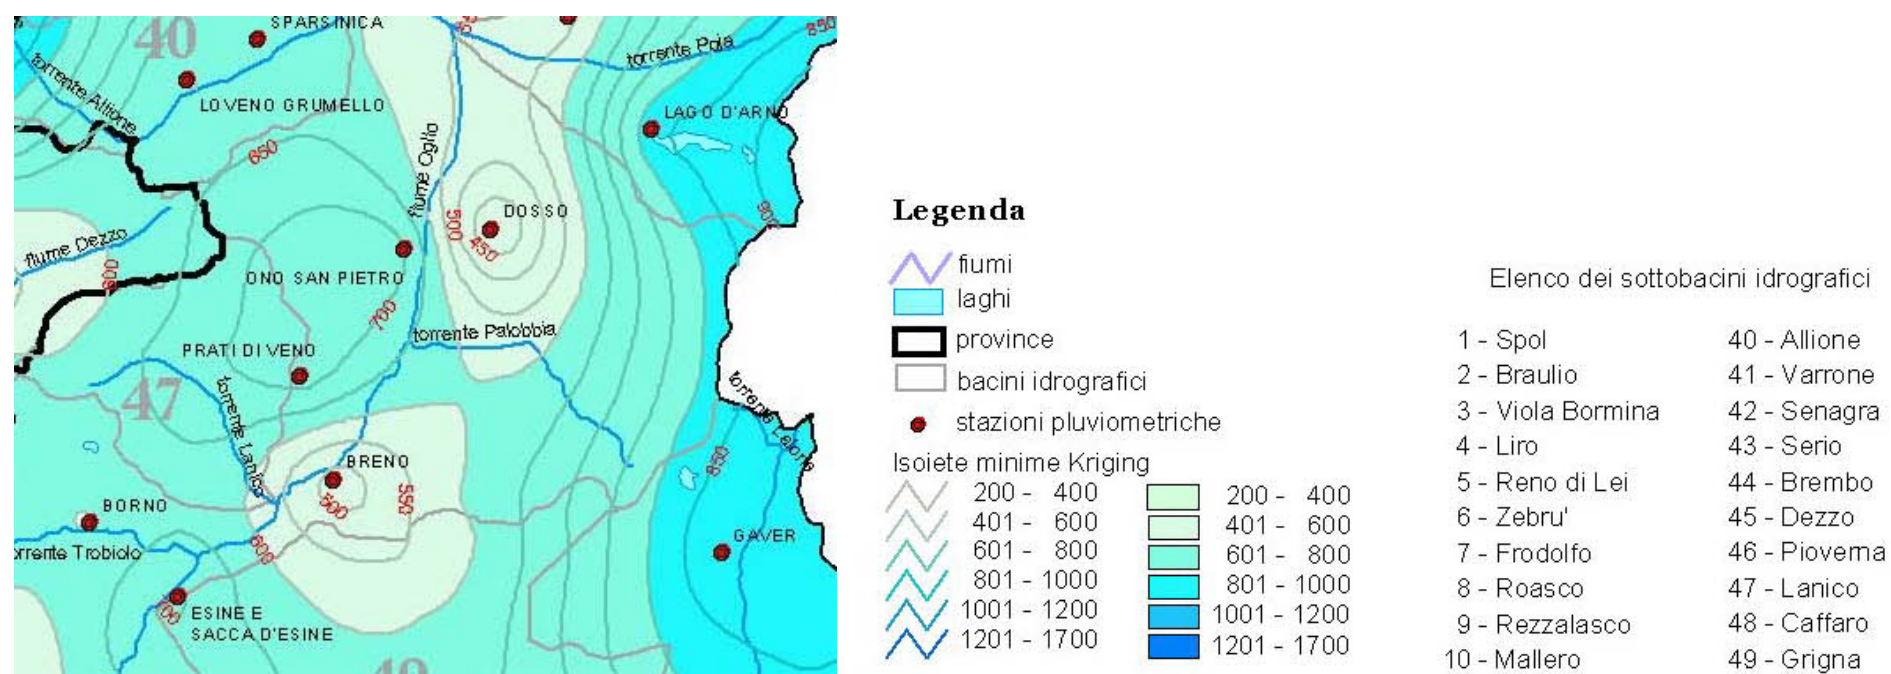 SPARSINICA
40
850
torrente Poia
torrente Allione
LOVENO GRUMELLO
LAGO D'ARNO
650
fiume Oglio
500
DOSSO
900
450
fiume Dezzo
600
ONO SAN PIETRO
700
torrente Palobbia
PRATI DI VENO
47
torrente Lanico
BRENO
850
500
550
BORNO
GAVER
600
torrente Trobiolo
700
ESINE E
SACCA D'ESINE
49
Legenda
fiumi
laghi
province
bacini idrografici
stazioni pluviometriche
Isoiete minime Kriging
200 - 400 200 - 400
401 - 600 401 - 600
601 - 800 601 - 800
801 - 1000 801 - 1000
1001 - 1200 1001 - 1200
1201 - 1700 1201 - 1700
Elenco dei sottobacini idrografici
1 - Spol 40 - Allione
2 - Braulio 41 - Varrone
3 - Viola Bormina 42 - Senagra
4 - Liro 43 - Serio
5 - Reno di Lei 44 - Brembo
6 - Zebru' 45 - Dezzo
7 - Frodolfo 46 - Pioverna
8 - Roasco 47 - Lanico
9 - Rezzalasco 48 - Caffaro
10 - Mallero 49 - Grigna